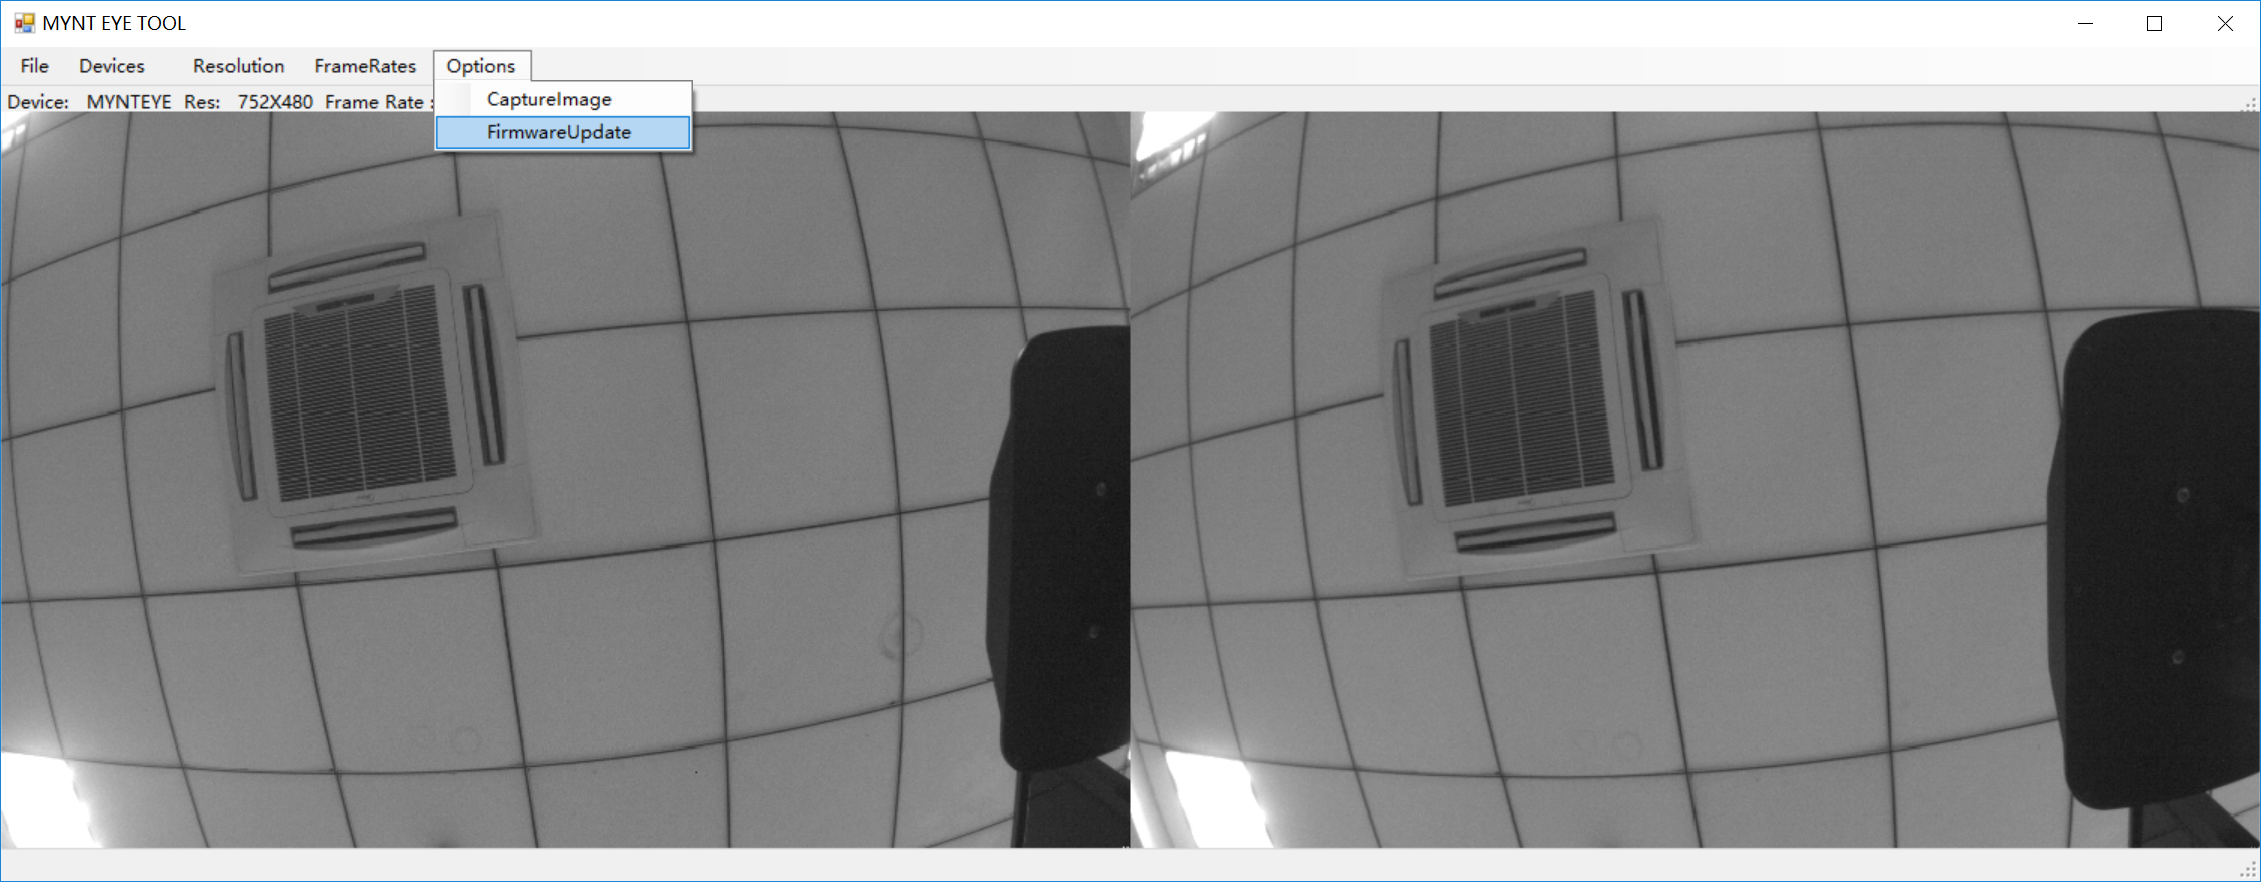 MYNT EYE TOOL
File Devices Resolution FrameRates Options
Device: MYNTEYE Res: 752X480 Frame Rate :
CaptureImage
FirmwareUpdate